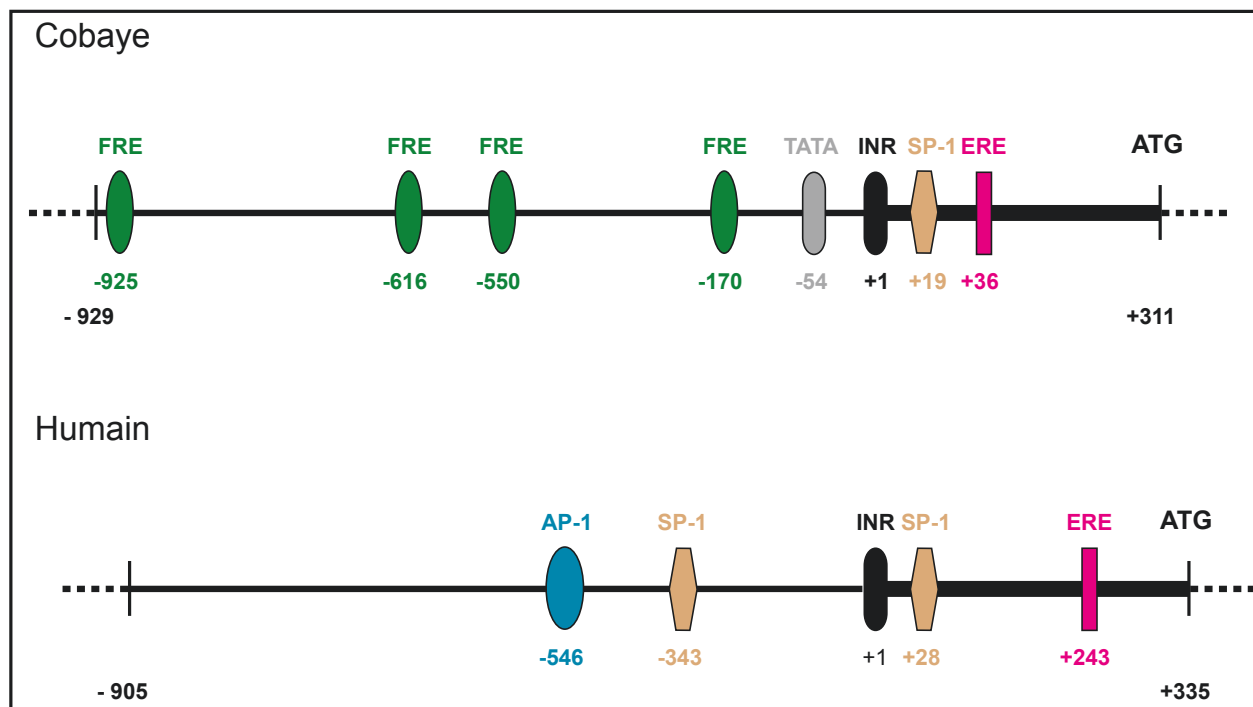 Cobaye
FRE FRE FRE FRE TATA INR SP-1 ERE ATG
-925 -616 -550 -170 -54 +1 +19 +36
- 929 +311
Humain
AP-1 SP-1 INR SP-1 ERE ATG
-546 -343 +1 +28 +243
- 905 +335